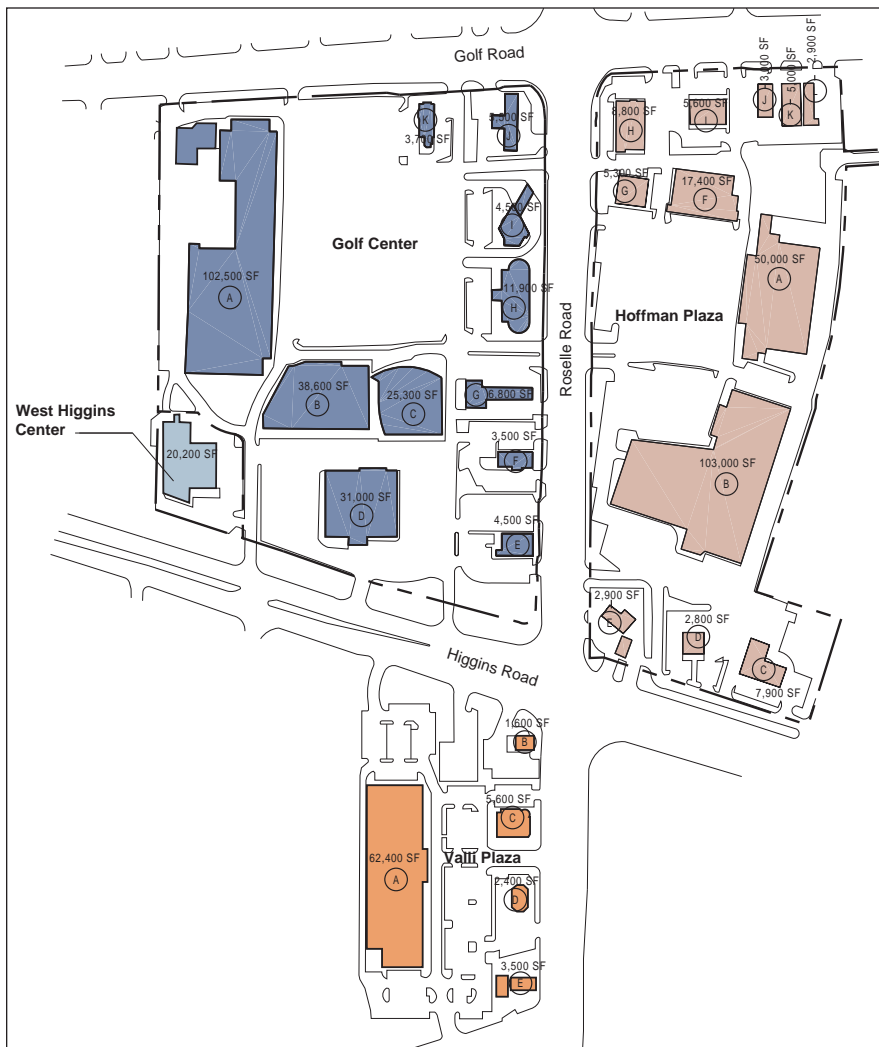 Golf Road
3,000 SF
5,000 SF
2,900 SF
K
3,700 SF
J
8,800 SF
H
5,600 SF
I
J
K
L
5,300 SF
G
17,400 SF
F
4,500 SF
I
Golf Center
102,500 SF
A
11,900 SF
H
50,000 SF
A
Hoffman Plaza
Roselle Road
38,600 SF
B
25,300 SF
C
G
6,800 SF
West Higgins
Center
20,200 SF
3,500 SF
F
103,000 SF
B
31,000 SF
D
4,500 SF
E
2,900 SF
E
2,800 SF
D
C
7,900 SF
Higgins Road
1,600 SF
B
5,600 SF
C
Valli Plaza
62,400 SF
A
2,400 SF
D
3,500 SF
E